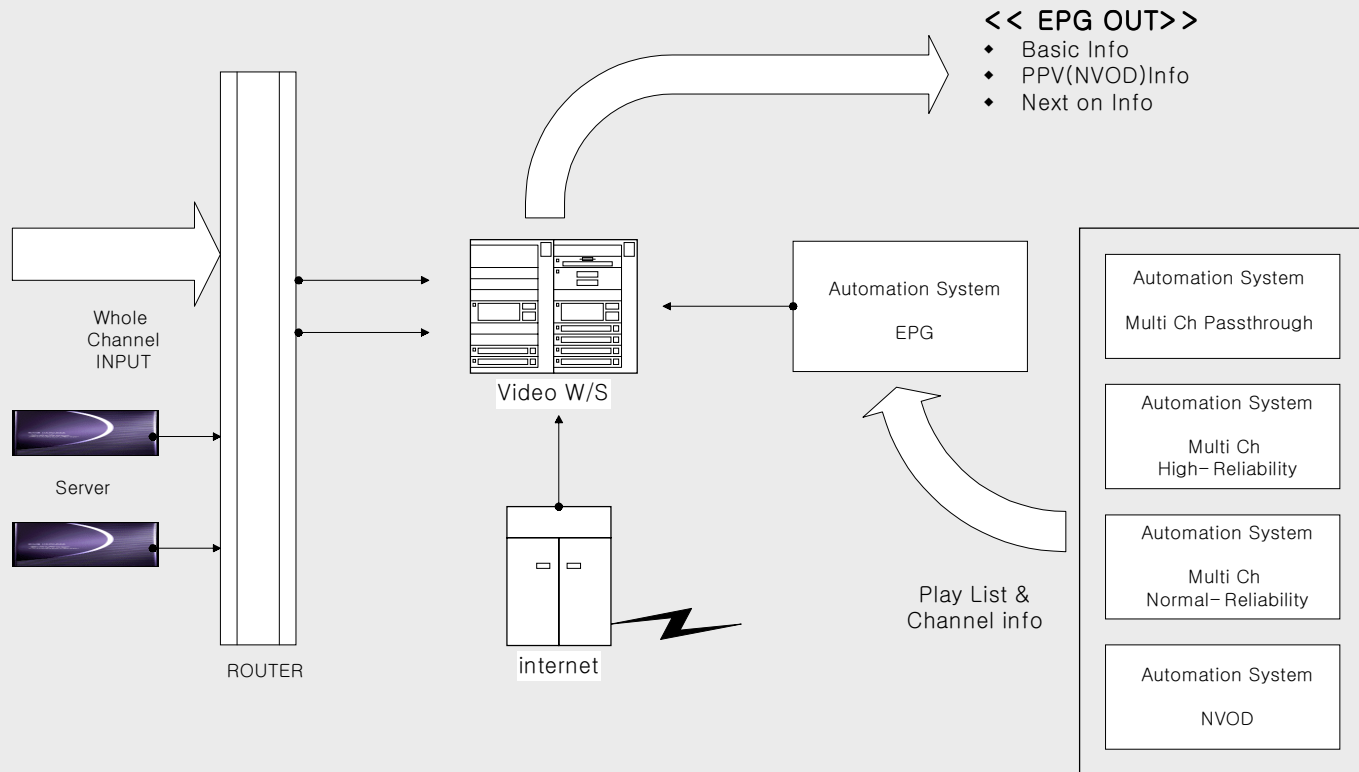 << EPG OUT>>
◆ Basic Info
◆ PPV(NVOD)Info
◆ Next on Info
Whole
Channel
INPUT
Server
ROUTER
Video W/S
internet
Automation System
EPG
Play List &
Channel info
Automation System
Multi Ch Passthrough
Automation System
Multi Ch
High-Reliability
Automation System
Multi Ch
Normal-Reliability
Automation System
NVOD